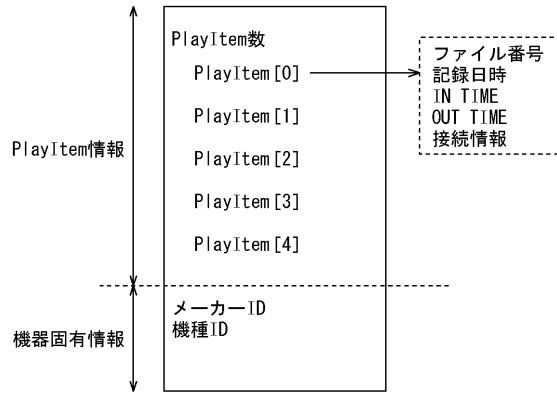 PlayItem数
PlayItem[0]
PlayItem[1]
PlayItem[2]
PlayItem[3]
PlayItem[4]
PlayItem情報
ファイル番号
記録日時
IN TIME
OUT TIME
接続情報
メーカーID
機種ID
機器固有情報